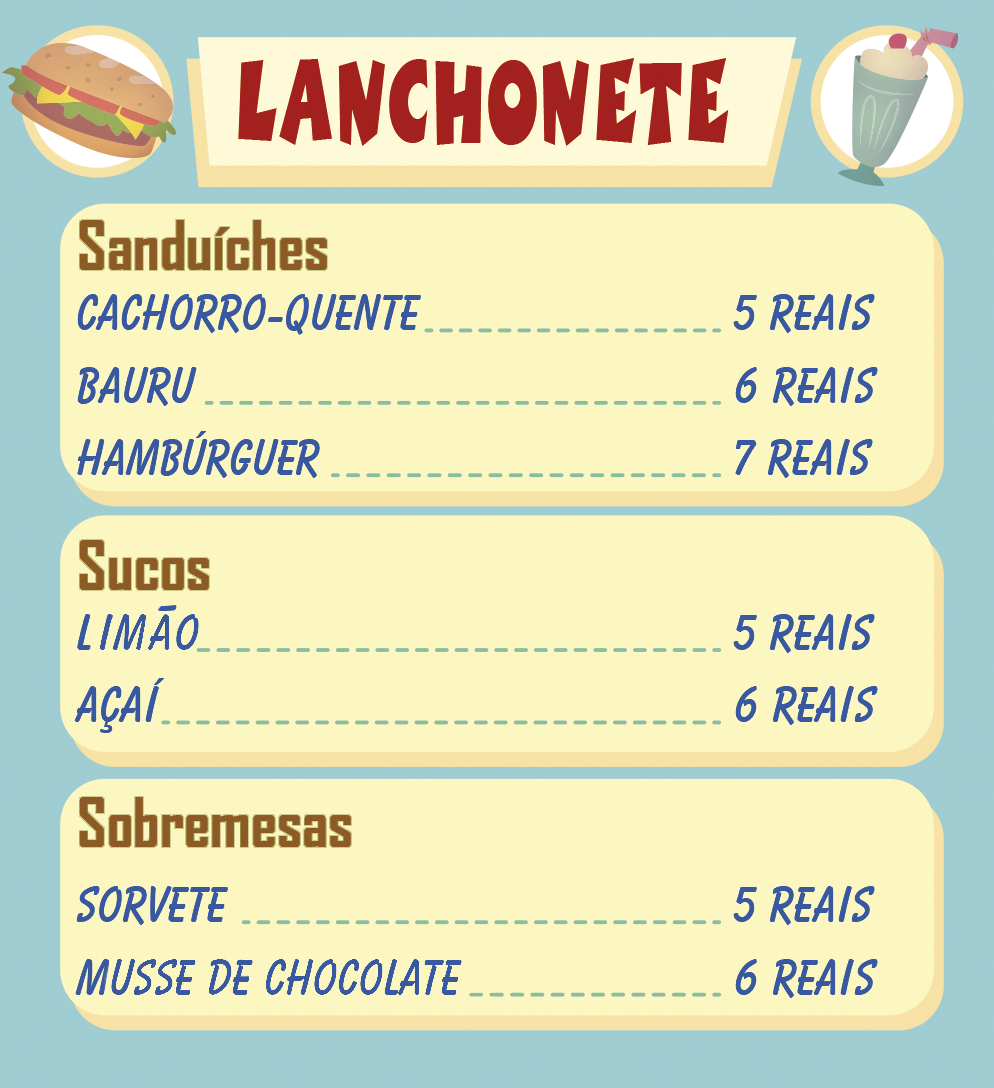 LANCHONETE
Sanduíches
CACHORRO-QUENTE 5 REAIS
BAURU 6 REAIS
HAMBÚRGUER 7 REAIS
Sucos
LIMÃO 5 REAIS
AÇAÍ 6 REAIS
Sobremesas
SORVETE 5 REAIS
MUSSE DE CHOCOLATE 6 REAIS